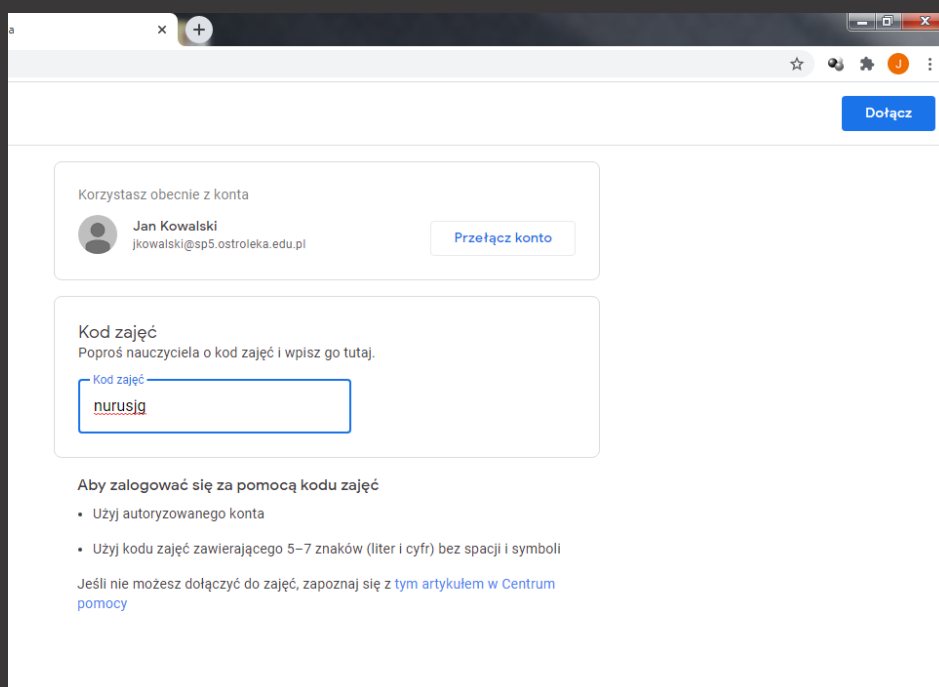 a
J
Dołącz
Korzystasz obecnie z konta
Jan Kowalski
jkowalski@sp5.ostroleka.edu.pl
Przełącz konto
Kod zajęć
Poproś nauczyciela o kod zajęć i wpisz go tutaj.
Kod zajęć
nurusjg
Aby zalogować się za pomocą kodu zajęć
• Użyj autoryzowanego konta
• Użyj kodu zajęć zawierającego 5–7 znaków (liter i cyfr) bez spacji i symboli
Jeśli nie możesz dołączyć do zajęć, zapoznaj się z tym artykułem w Centrum
pomocy